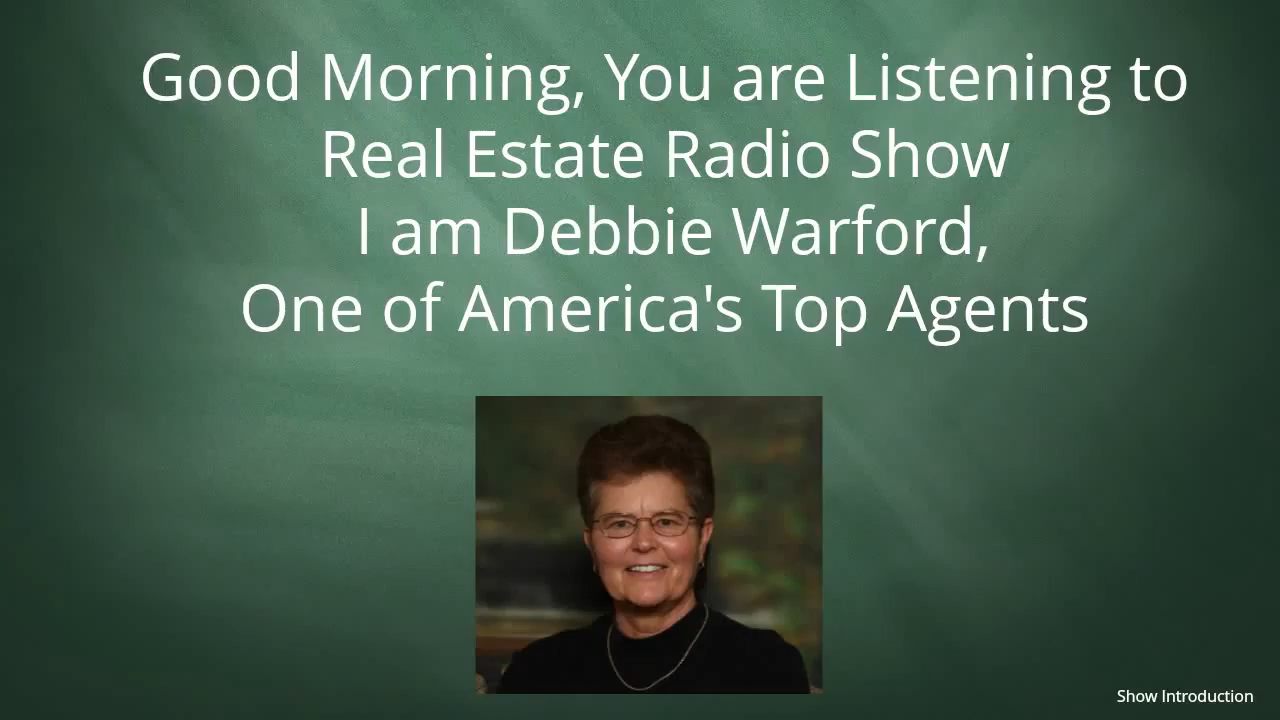 Good Morning, You are Listening to
Real Estate Radio Show
I am Debbie Warford,
One of America's Top Agents
Show Introduction